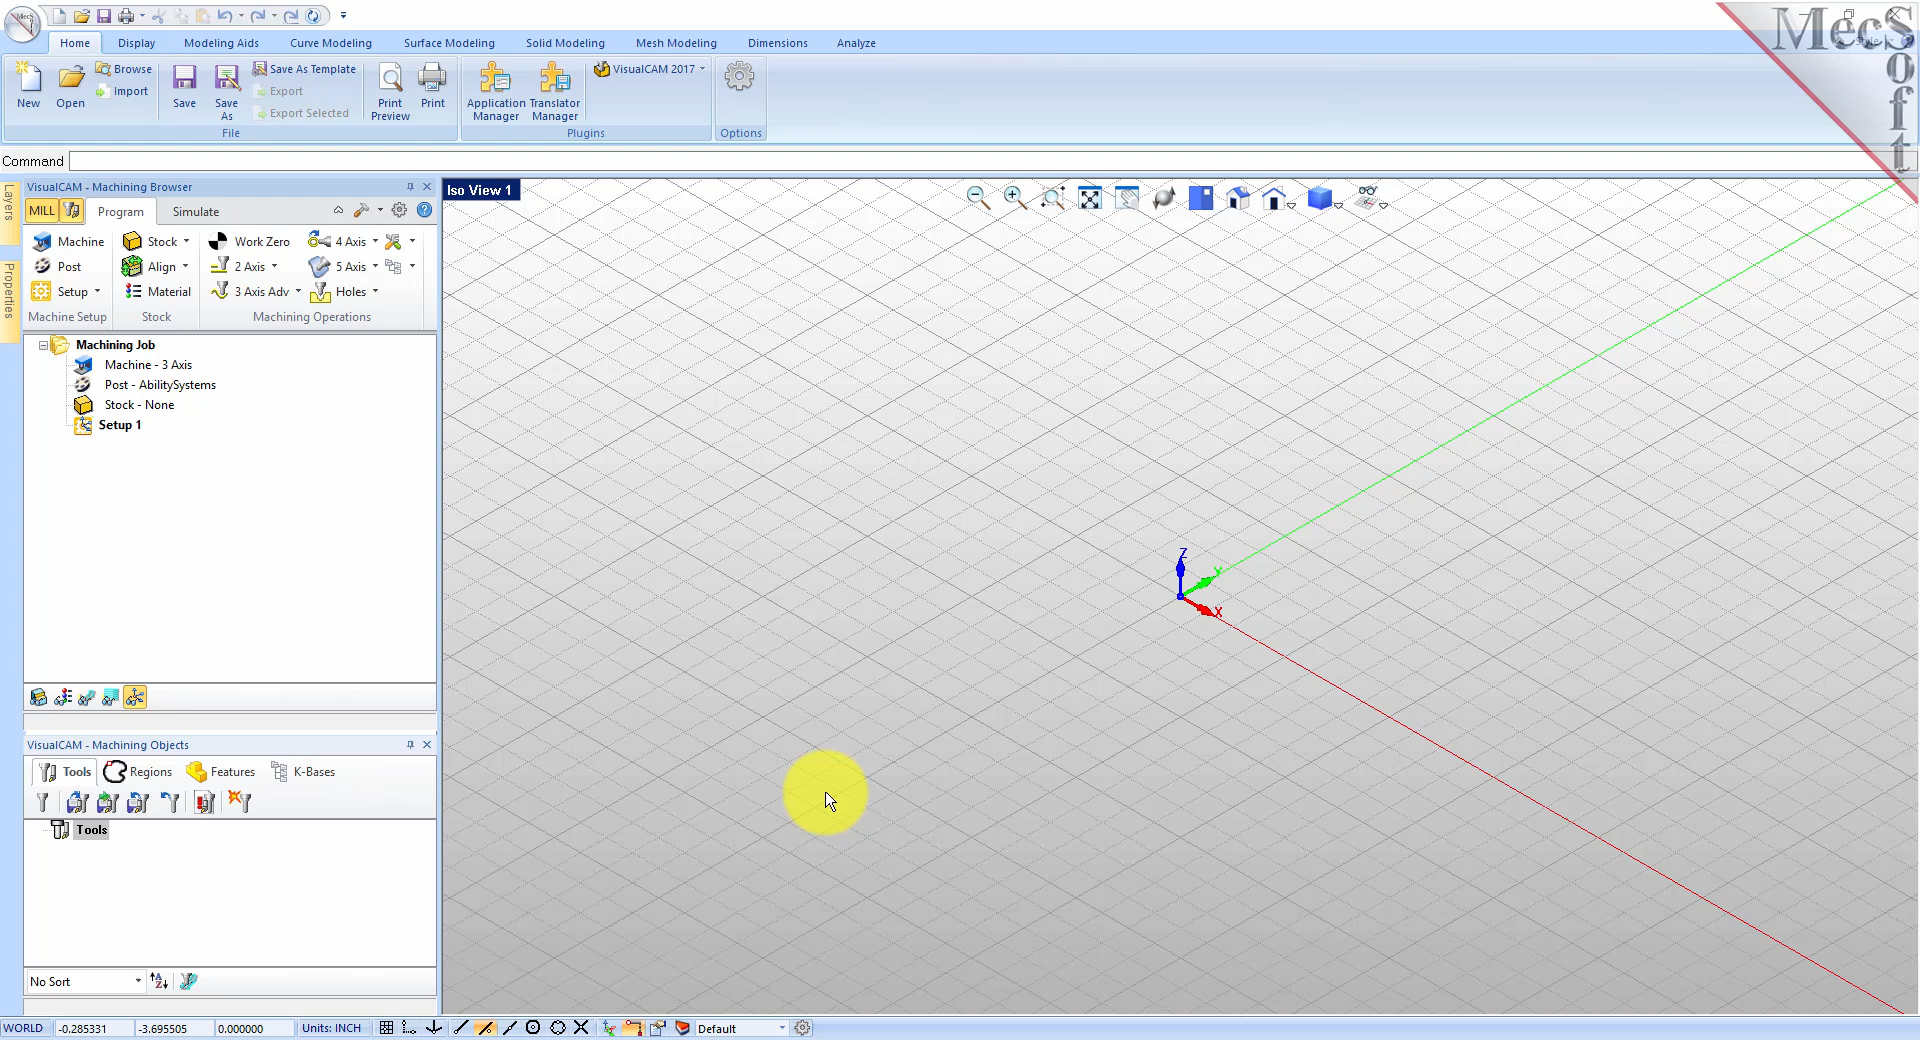 Home Display Modeling Aids Curve Modeling Surface Modeling Solid Modeling Mesh Modeling Dimensions Analyze
New
Open
Browse
Import
Save
Save As
Save As Template
Export
Export Selected
Print Preview
Print
File
Application Manager
Translator Manager
VisualCAM 2017
Plugins
Options
MecSoft
Command
Layers
Properties
VisualCAM - Machining Browser
MILL Program Simulate
Machine Stock Work Zero 4 Axis
Post Align 2 Axis 5 Axis
Setup Material 3 Axis Adv Holes
Machine Setup Stock Machining Operations
Machining Job
Machine - 3 Axis
Post - AbilitySystems
Stock - None
Setup 1
VisualCAM - Machining Objects
Tools Regions Features K-Bases
Tools
No Sort
Iso View 1
Z
Y
X
WORLD -0.285331 -3.695505 0.000000 Units: INCH Default